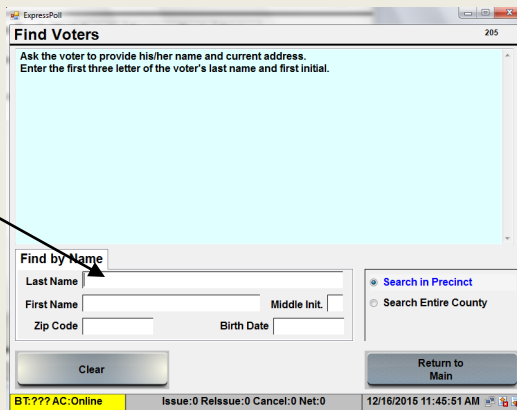 ExpressPoll
Find Voters 205
Ask the voter to provide his/her name and current address.
Enter the first three letter of the voter's last name and first initial.
Find by Name
Last Name
First Name Middle Init.
Zip Code Birth Date
Search in Precinct
Search Entire County
Clear
Return to
Main
BT:??? AC:Online Issue:0 ReIssue:0 Cancel:0 Net:0 12/16/2015 11:45:51 AM